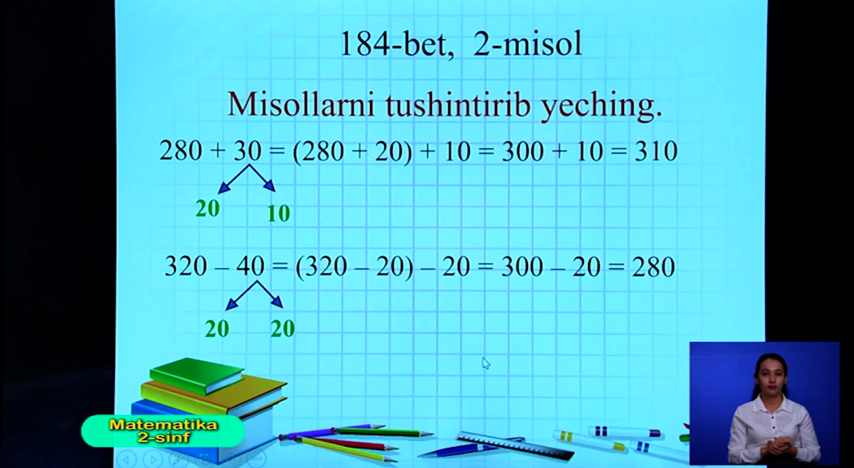 184-bet, 2-misol
Misollarni tushintirib yeching.
280 + 30 = (280 + 20) + 10 = 300 + 10 = 310
20 10
320 – 40 = (320 – 20) – 20 = 300 – 20 = 280
20 20
Matematika
2-sinf